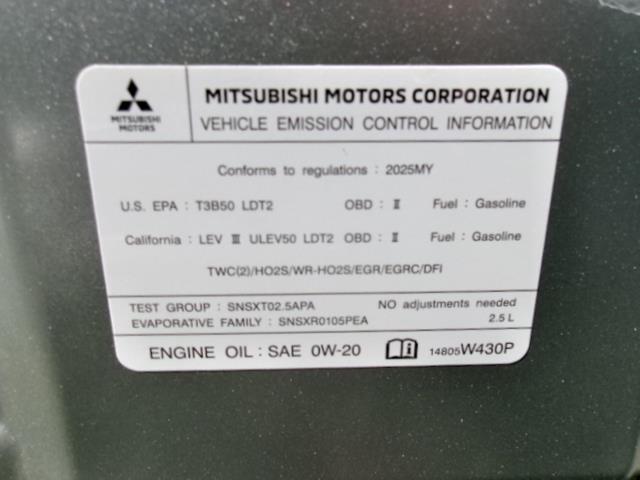 MITSUBISHI MOTORS
MITSUBISHI MOTORS CORPORATION
VEHICLE EMISSION CONTROL INFORMATION
Conforms to regulations : 2025MY
U.S. EPA : T3B50 LDT2 OBD : II Fuel : Gasoline
California : LEV III ULEV50 LDT2 OBD : II Fuel : Gasoline
TWC(2)/HO2S/WR-HO2S/EGR/EGRC/DFI
TEST GROUP : SNSXT02.5APA NO adjustments needed
EVAPORATIVE FAMILY : SNSXR0105PEA 2.5 L
ENGINE OIL : SAE 0W-20 14805W430P